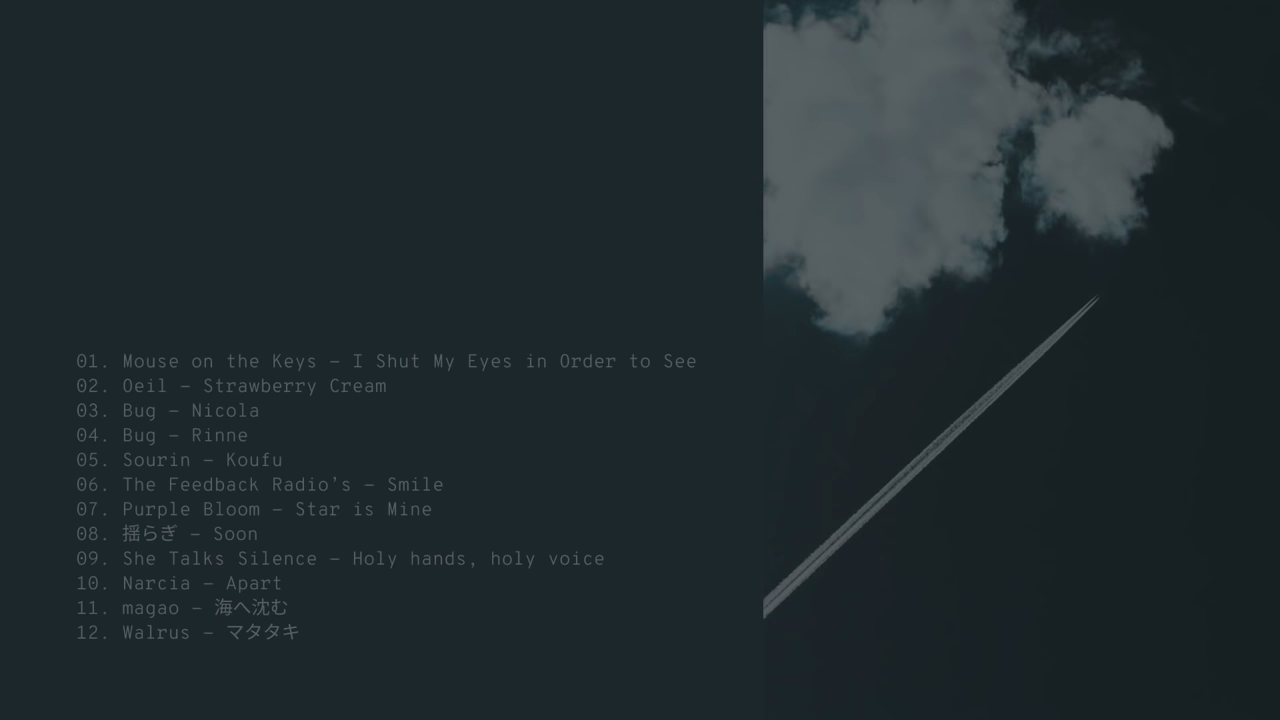 01. Mouse on the Keys – I Shut My Eyes in Order to See
02. Oeil – Strawberry Cream
03. Bug – Nicola
04. Bug – Rinne
05. Sourin – Koufu
06. The Feedback Radio’s – Smile
07. Purple Bloom – Star is Mine
08. 揺らぎ – Soon
09. She Talks Silence – Holy hands, holy voice
10. Narcia – Apart
11. magao – 海へ沈む
12. Walrus – マタタキ